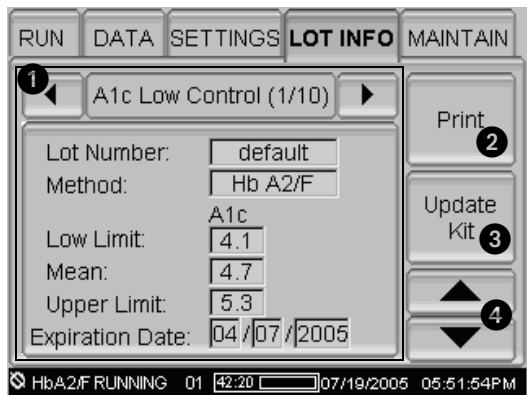 RUN DATA SETTINGS LOT INFO MAINTAIN
1
A1c Low Control (1/10)
Print
2
Lot Number: default
Method: Hb A2/F
A1c
Low Limit: 4.1
Mean: 4.7
Upper Limit: 5.3
Expiration Date: 04/07/2005
Update
Kit 3
4
HbA2/F RUNNING 01 42:20 07/19/2005 05:51:54PM